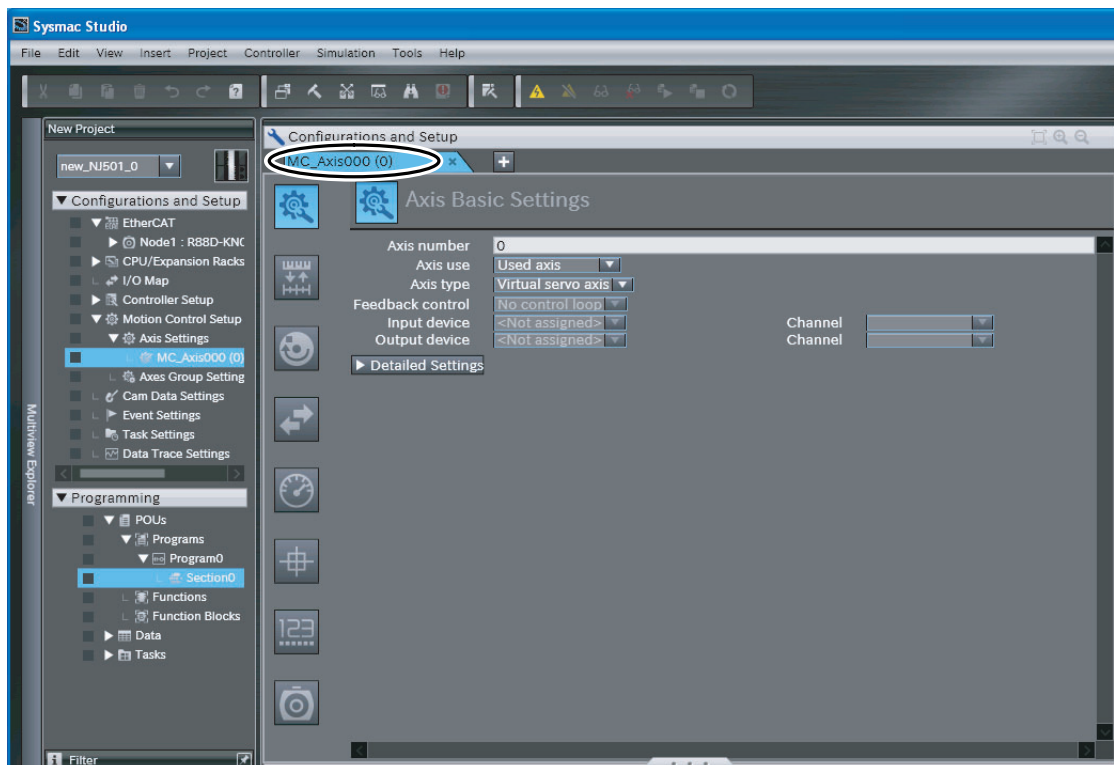 Sysmac Studio
File Edit View Insert Project Controller Simulation Tools Help
New Project
new_NJ501_0
Configurations and Setup
EtherCAT
Node1 : R88D-KNC
CPU/Expansion Racks
I/O Map
Controller Setup
Motion Control Setup
Axis Settings
MC_Axis000 (0)
Axes Group Setting
Cam Data Settings
Event Settings
Task Settings
Data Trace Settings
Programming
POUs
Programs
Program0
Section0
Functions
Function Blocks
Data
Tasks
Filter
Multiview Explorer
Configurations and Setup
MC_Axis000 (0)
Axis Basic Settings
Axis number 0
Axis use Used axis
Axis type Virtual servo axis
Feedback control No control loop
Input device <Not assigned> Channel
Output device <Not assigned> Channel
Detailed Settings
123